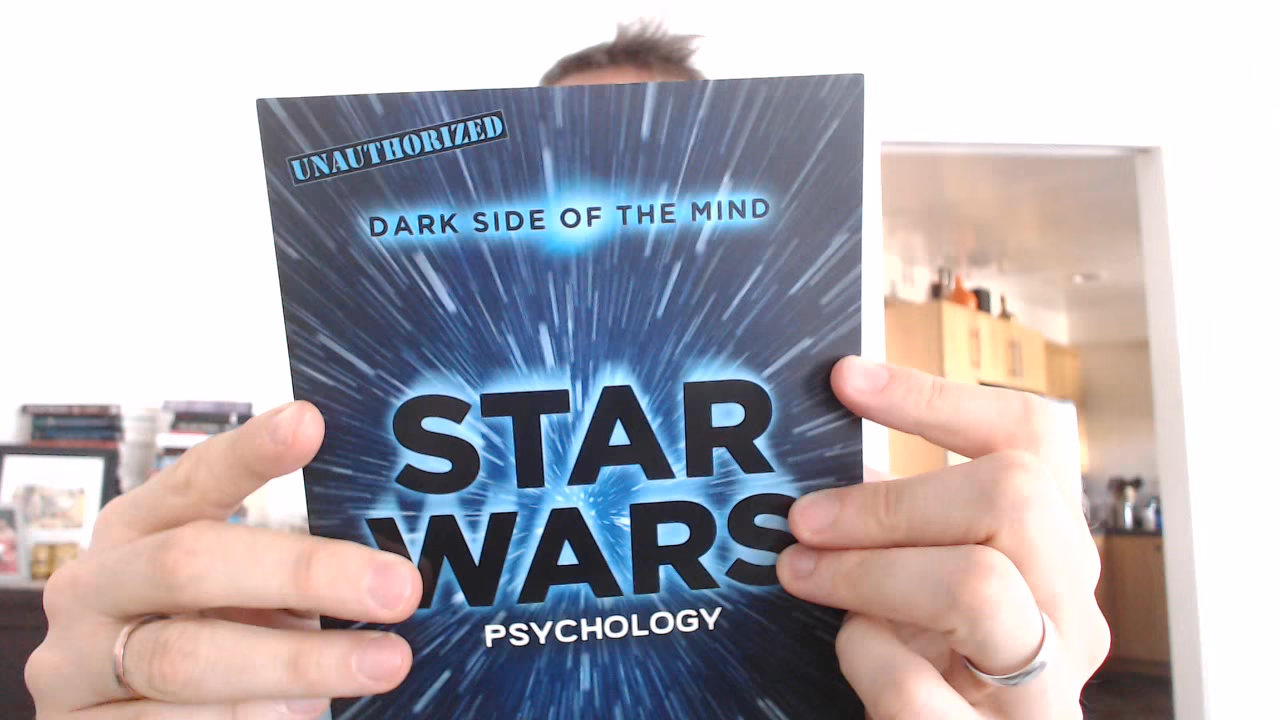 UNAUTHORIZED
DARK SIDE OF THE MIND
STAR
WARS
PSYCHOLOGY